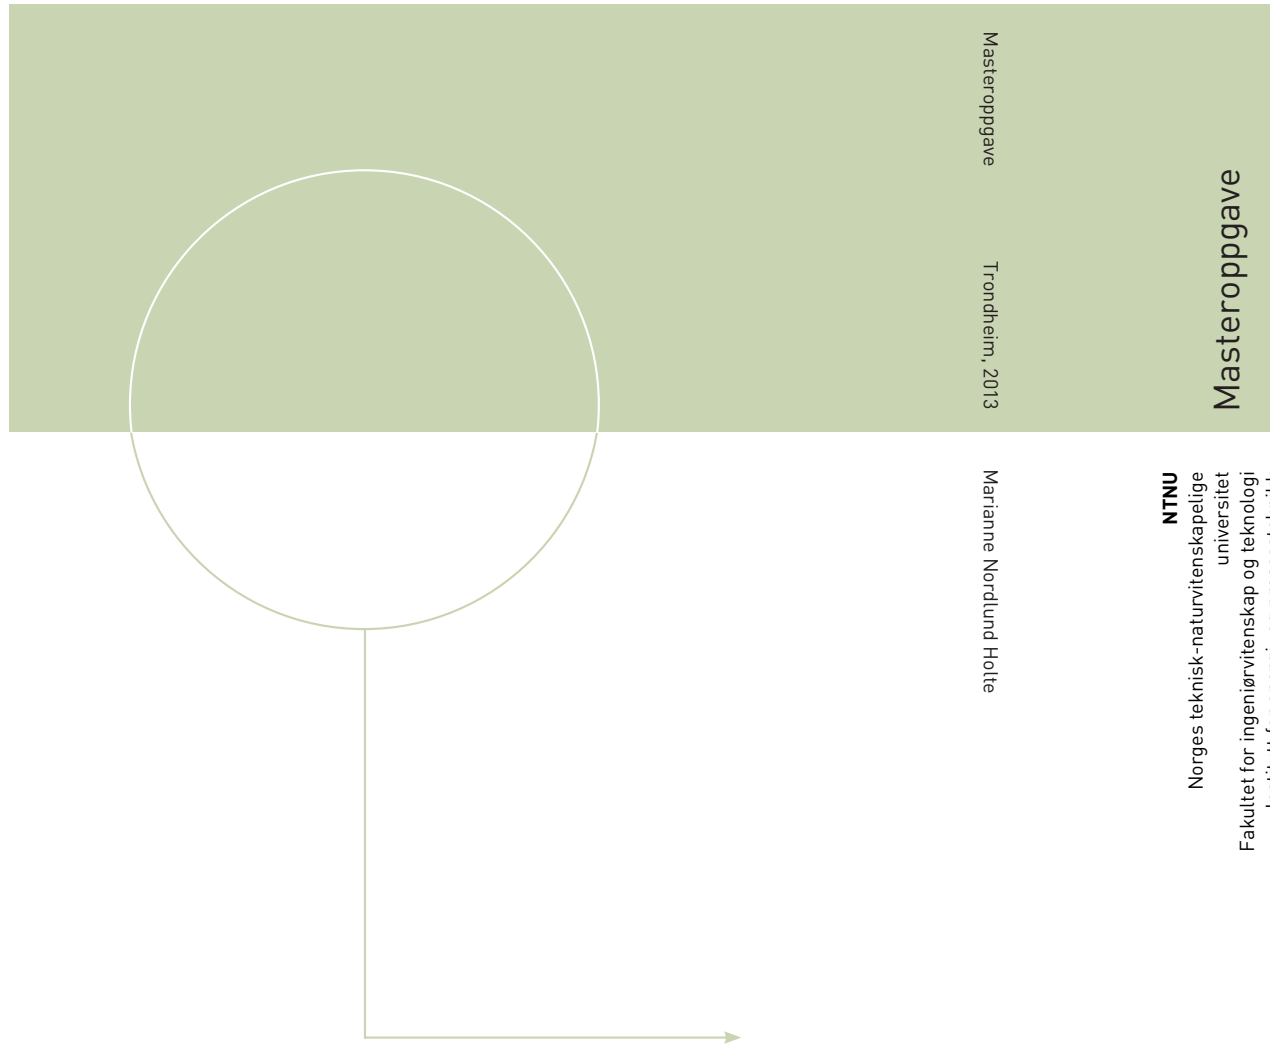 Masteroppgave
Trondheim, 2013
Marianne Nordlund Holte
Masteroppgave
NTNU
Norges teknisk-naturvitenskapelige
universitet
Fakultet for ingeniørvitenskap og teknologi